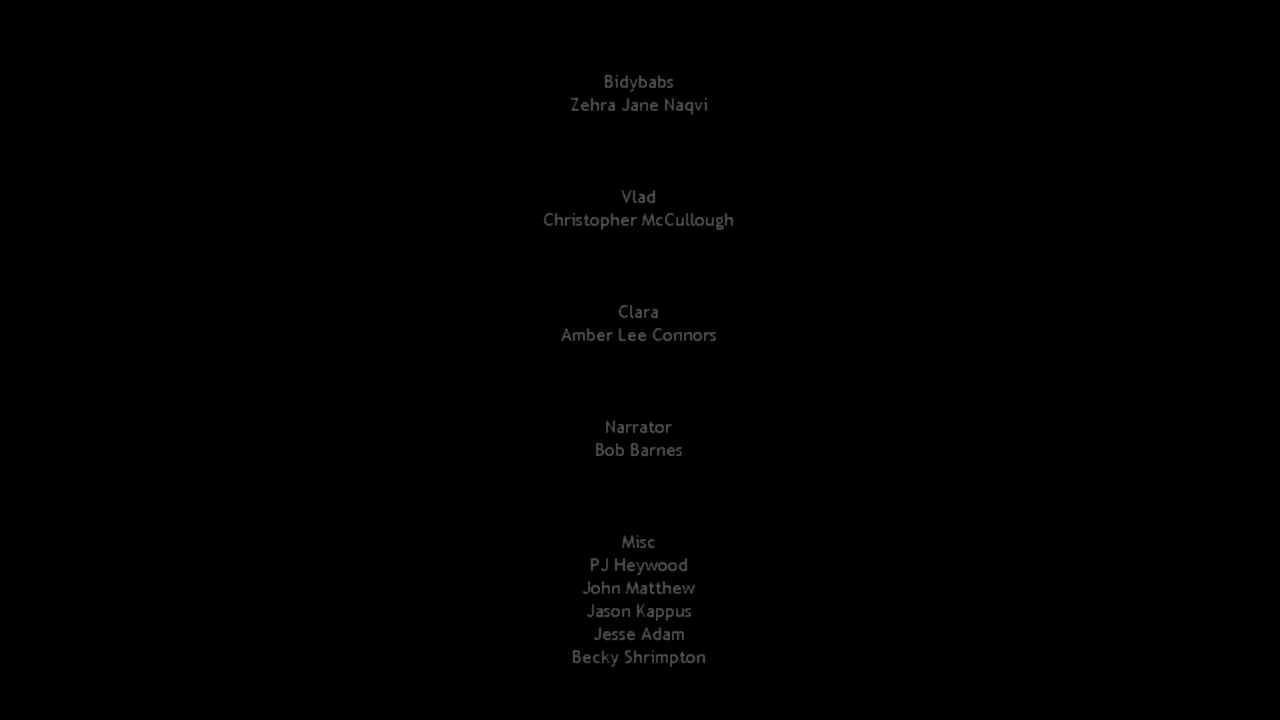 Bidybabs
Zehra Jane Naqvi
Vlad
Christopher McCullough
Clara
Amber Lee Connors
Narrator
Bob Barnes
Misc
PJ Heywood
John Matthew
Jason Kappus
Jesse Adam
Becky Shrimpton